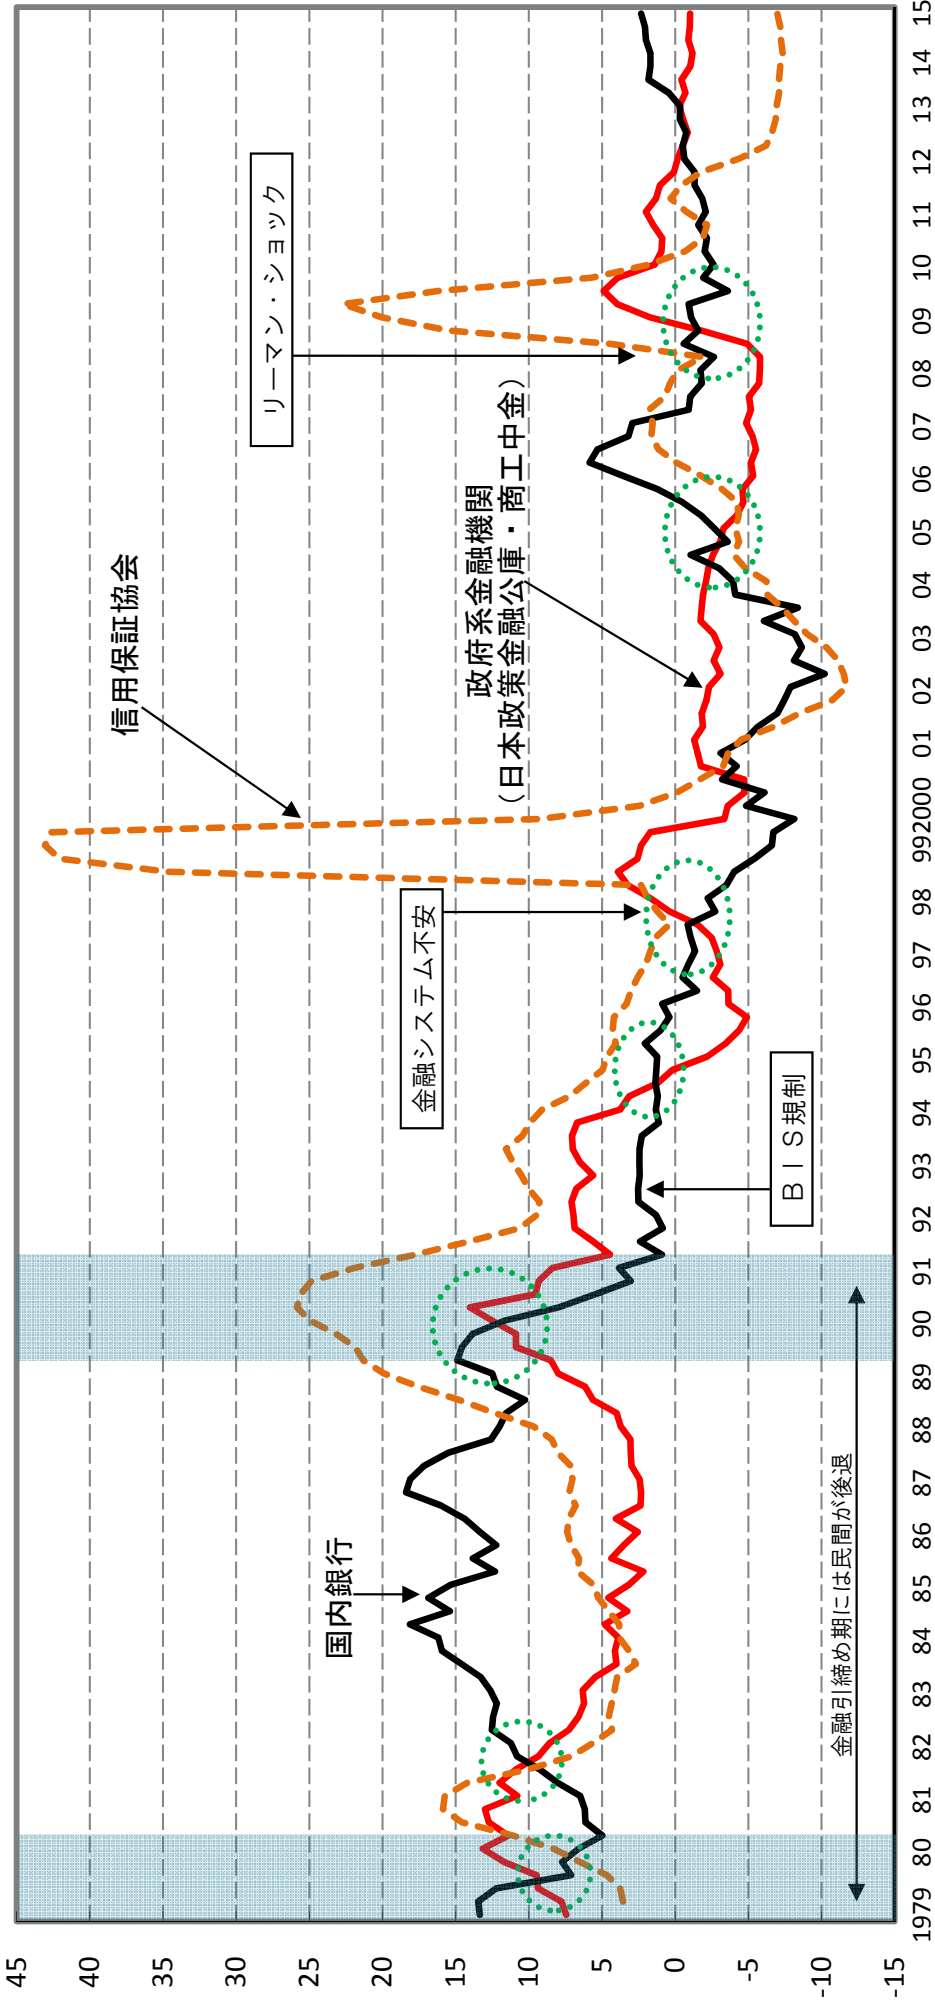 45
40
35
30
25
20
15
10
5
0
-5
-10
-15
信用保証協会
リーマン・ショック
国内銀行
金融システム不安
政府系金融機関
（日本政策金融公庫・商工中金）
ＢＩＳ規制
金融引締め期には民間が後退
1979 80 81 82 83 84 85 86 87 88 89 90 91 92 93 94 95 96 97 98 99 2000 01 02 03 04 05 06 07 08 09 10 11 12 13 14 15